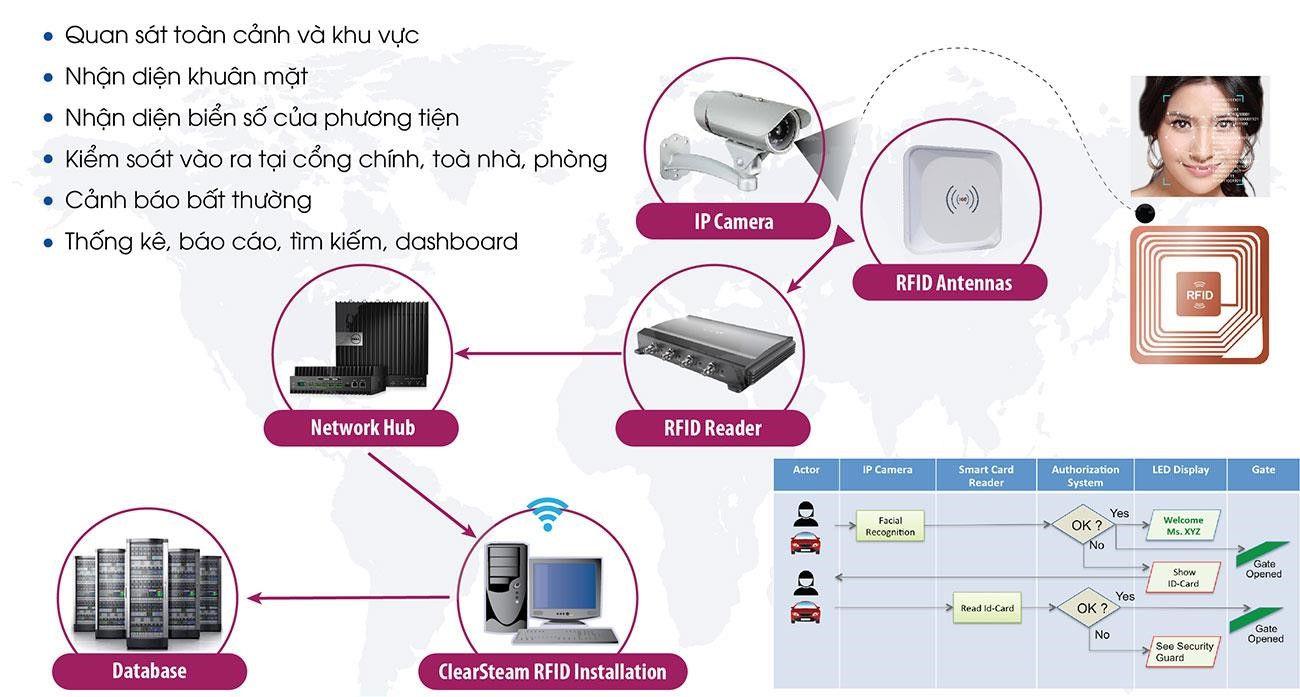 Quan sát toàn cảnh và khu vực
Nhận diện khuân mặt
Nhận diện biển số của phương tiện
Kiểm soát vào ra tại cổng chính, toà nhà, phòng
Cảnh báo bất thường
Thống kê, báo cáo, tìm kiếm, dashboard
IP Camera
RFID Antennas
RFID
Network Hub
RFID Reader
Database
ClearSteam RFID Installation
Actor
IP Camera
Smart Card
Reader
Authorization
System
LED Display
Gate
Facial
Recognition
OK ?
Yes
No
Welcome
Ms. XYZ
Gate
Opened
Show
ID-Card
Read Id-Card
OK ?
Yes
No
Gate
Opened
See Security
Guard